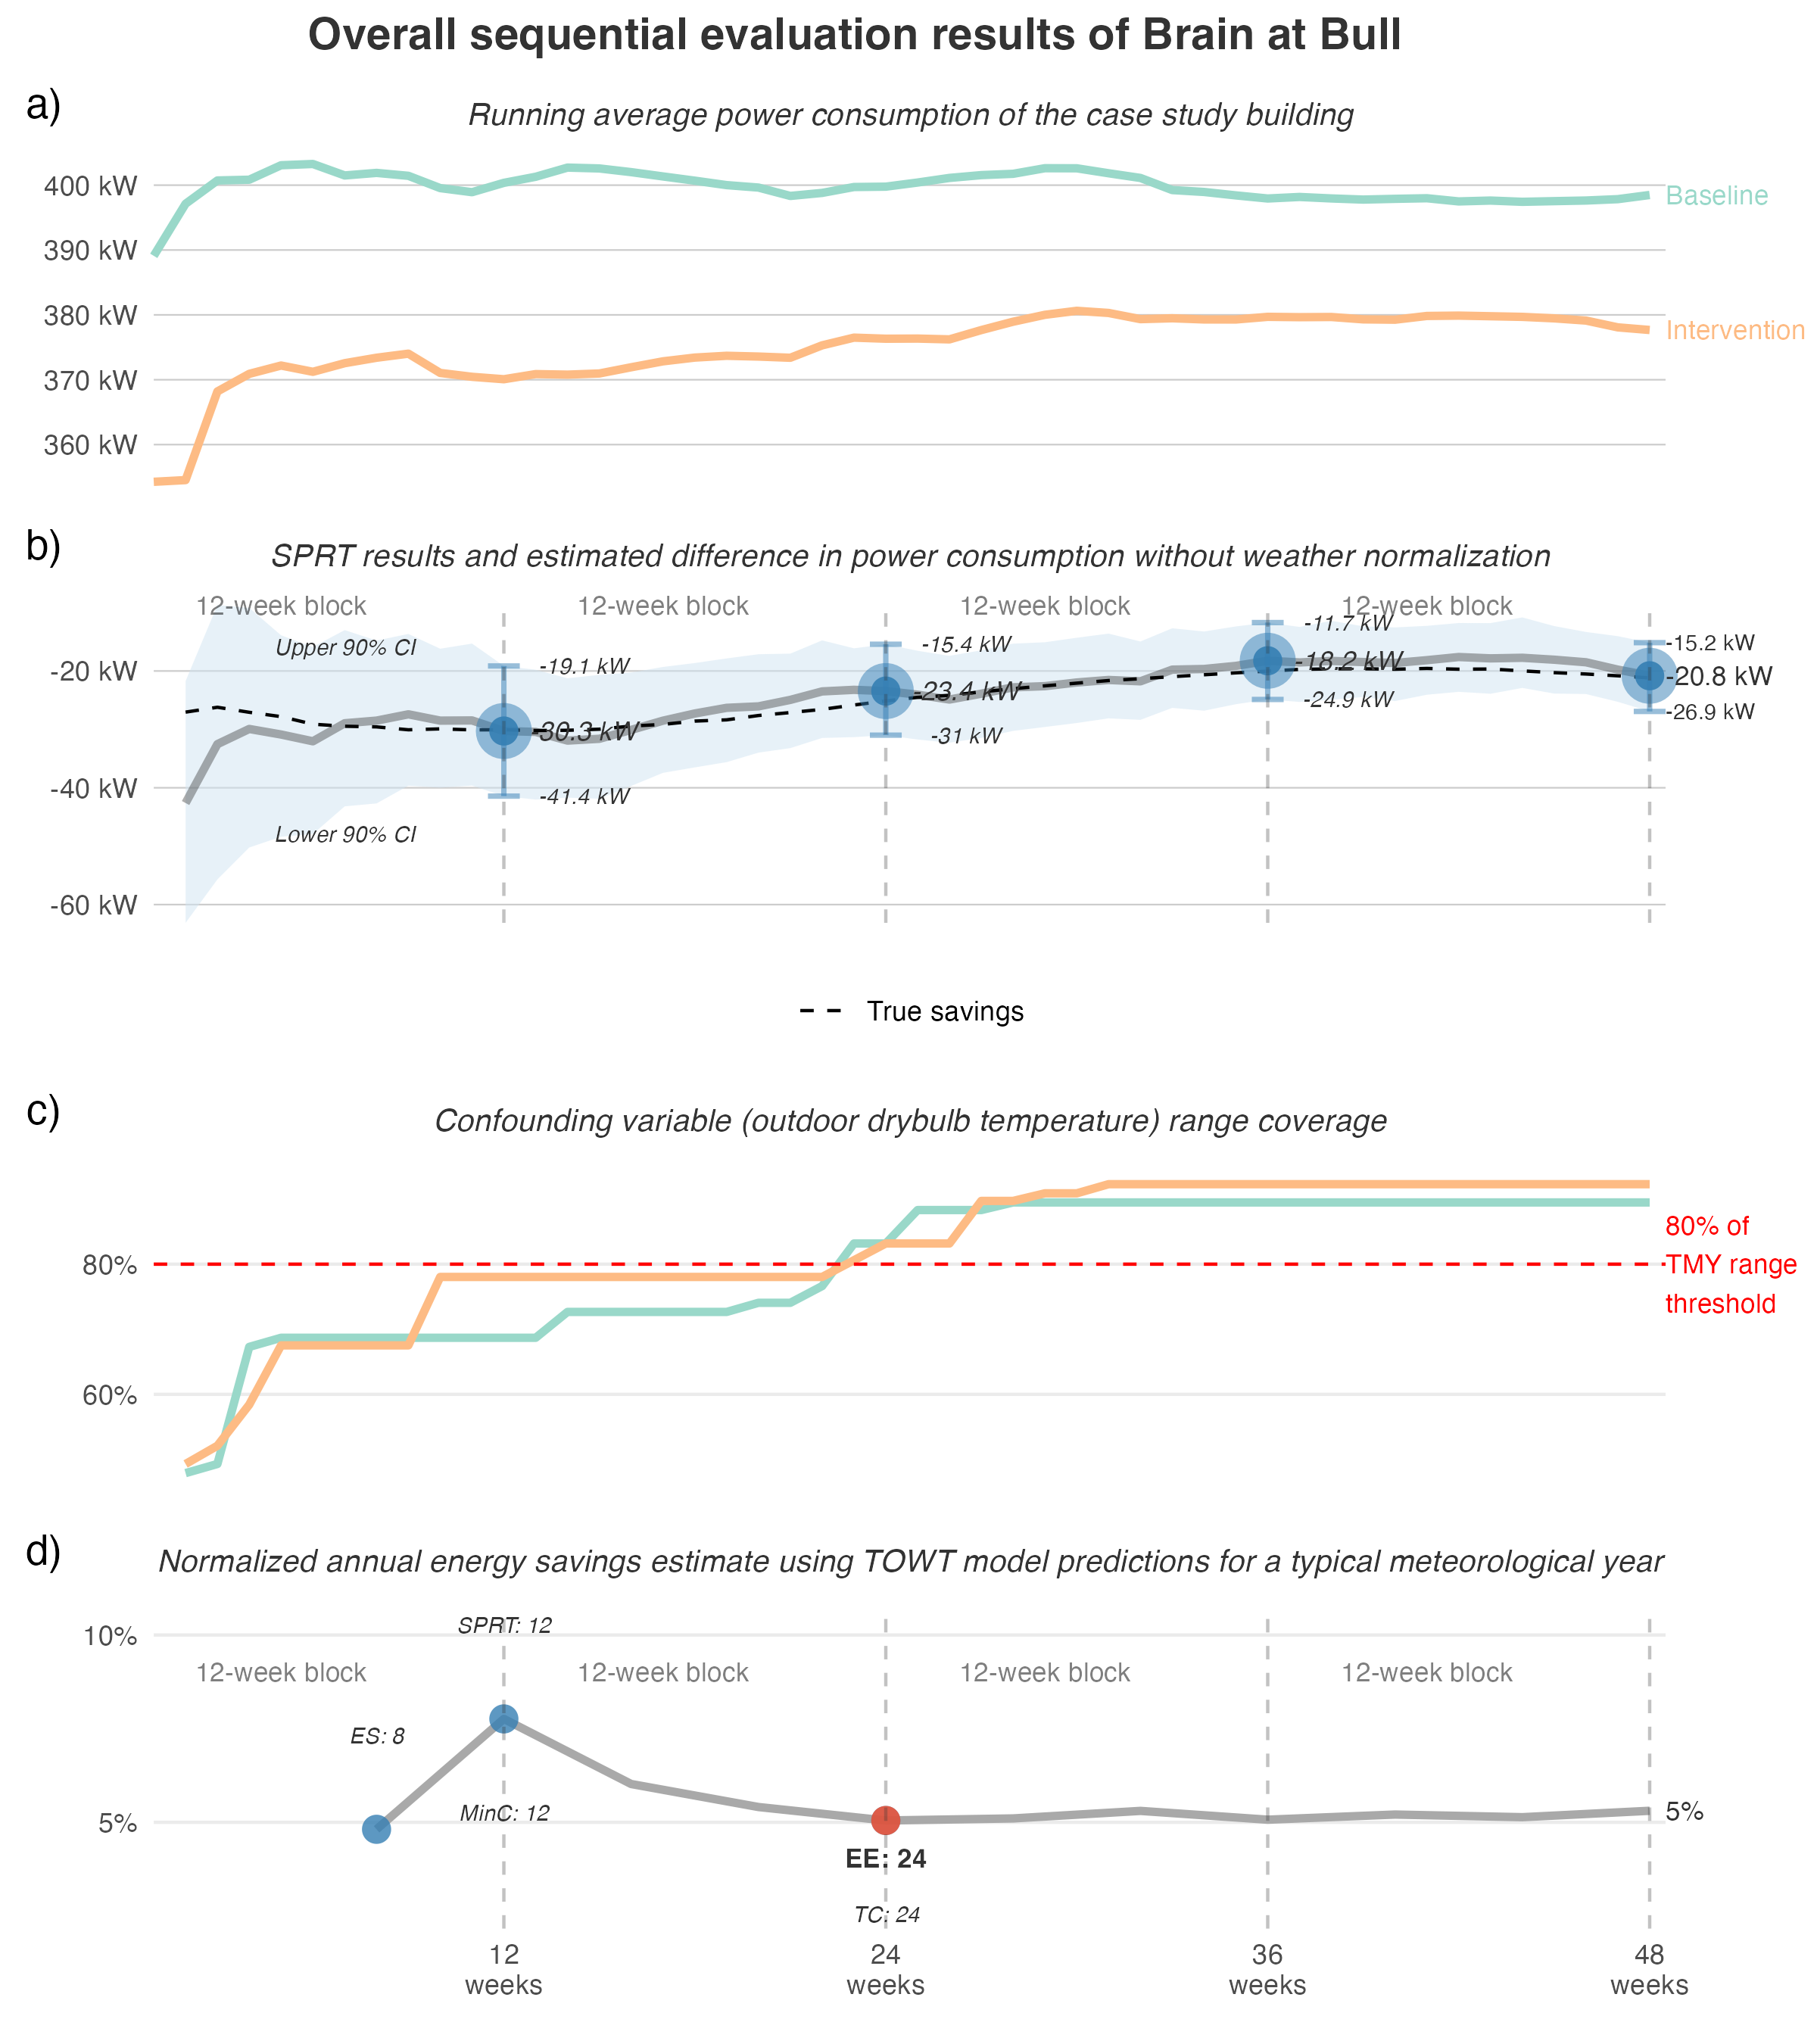 Overall sequential evaluation results of Brain at Bull
a)
Running average power consumption of the case study building
400 kW
390 kW
380 kW
370 kW
360 kW
Baseline
Intervention
b)
SPRT results and estimated difference in power consumption without weather normalization
12-week block 12-week block 12-week block 12-week block
Upper 90% CI
Lower 90% CI
-20 kW
-40 kW
-60 kW
-19.1 kW
-30.3 kW
-41.4 kW
-15.4 kW
-23.4 kW
-31 kW
-11.7 kW
-18.2 kW
-24.9 kW
-15.2 kW
-20.8 kW
-26.9 kW
True savings
c)
Confounding variable (outdoor drybulb temperature) range coverage
80%
60%
80% of
TMY range
threshold
d)
Normalized annual energy savings estimate using TOWT model predictions for a typical meteorological year
10%
5%
SPRT: 12
12-week block 12-week block 12-week block 12-week block
ES: 8
MinC: 12
5%
EE: 24
TC: 24
12
weeks
24
weeks
36
weeks
48
weeks